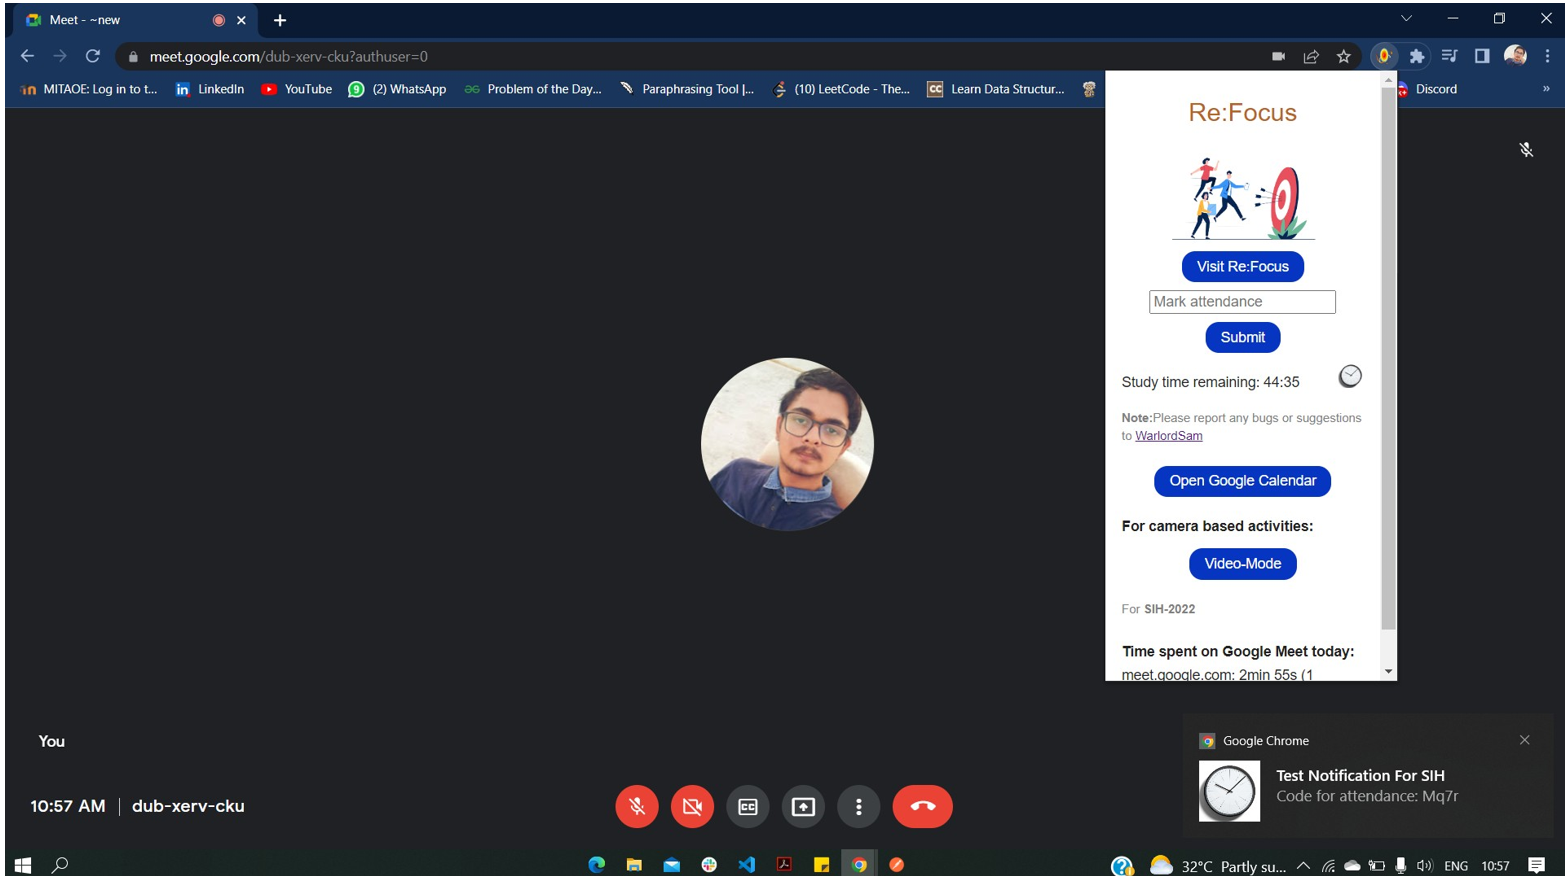 Meet - ~new
meet.google.com/dub-xerv-cku?authuser=0
MITAOE: Log in to t...
in LinkedIn
YouTube
9 (2) WhatsApp
Problem of the Day...
Paraphrasing Tool |...
(10) LeetCode - The...
CC Learn Data Structur...
Discord
»
Re:Focus
Visit Re:Focus
Mark attendance
Submit
Study time remaining: 44:35
Note:Please report any bugs or suggestions
to WarlordSam
Open Google Calendar
For camera based activities:
Video-Mode
For SIH-2022
Time spent on Google Meet today:
meet.google.com: 2min 55s (1
You
10:57 AM | dub-xerv-cku
CC
Google Chrome
Test Notification For SIH
Code for attendance: Mq7r
32°C Partly su...
ENG
10:57